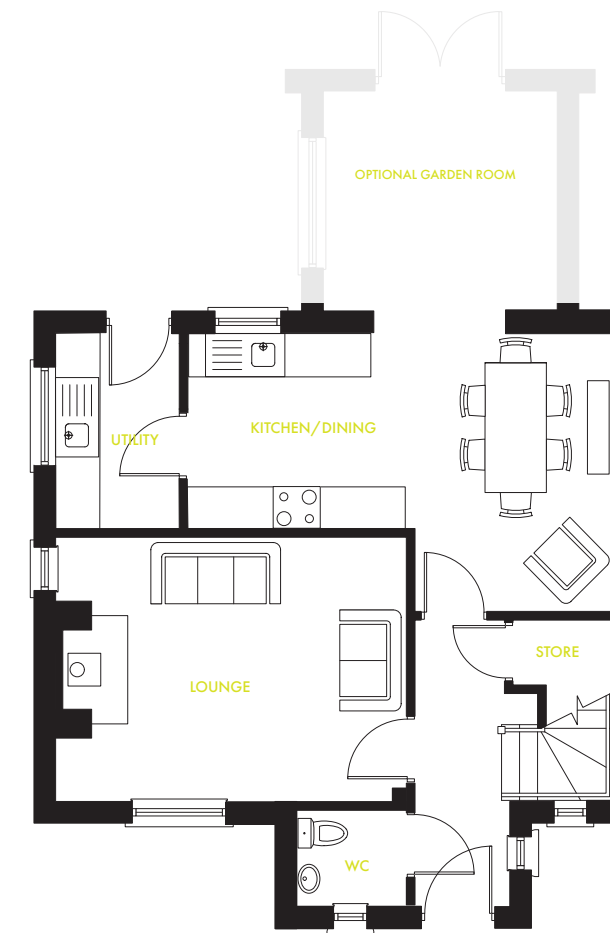 OPTIONAL GARDEN ROOM
KITCHEN/DINING
UTILITY
STORE
LOUNGE
WC